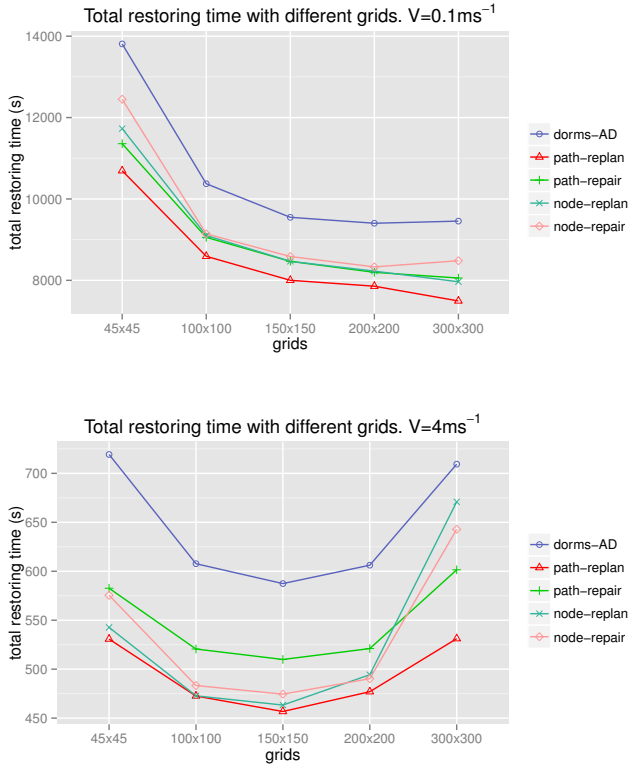 Total restoring time with different grids. V=0.1ms⁻¹
total restoring time (s)
14000
12000
10000
8000
45x45
100x100
150x150
200x200
300x300
grids
dorms-AD
path-replan
path-repair
node-replan
node-repair
Total restoring time with different grids. V=4ms⁻¹
total restoring time (s)
700
650
600
550
500
450
45x45
100x100
150x150
200x200
300x300
grids
dorms-AD
path-replan
path-repair
node-replan
node-repair